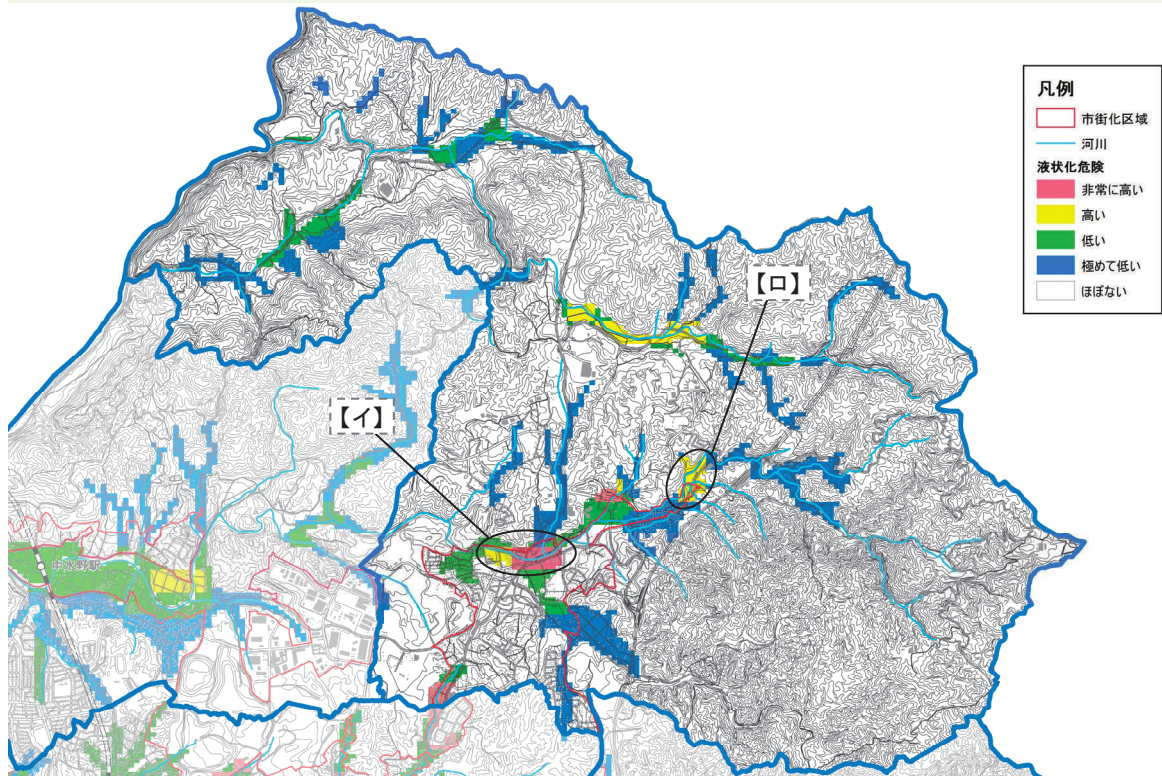 凡例
市街化区域
河川
液状化危険
非常に高い
高い
低い
極めて低い
ほぼない
【ロ】
【イ】
中水野駅